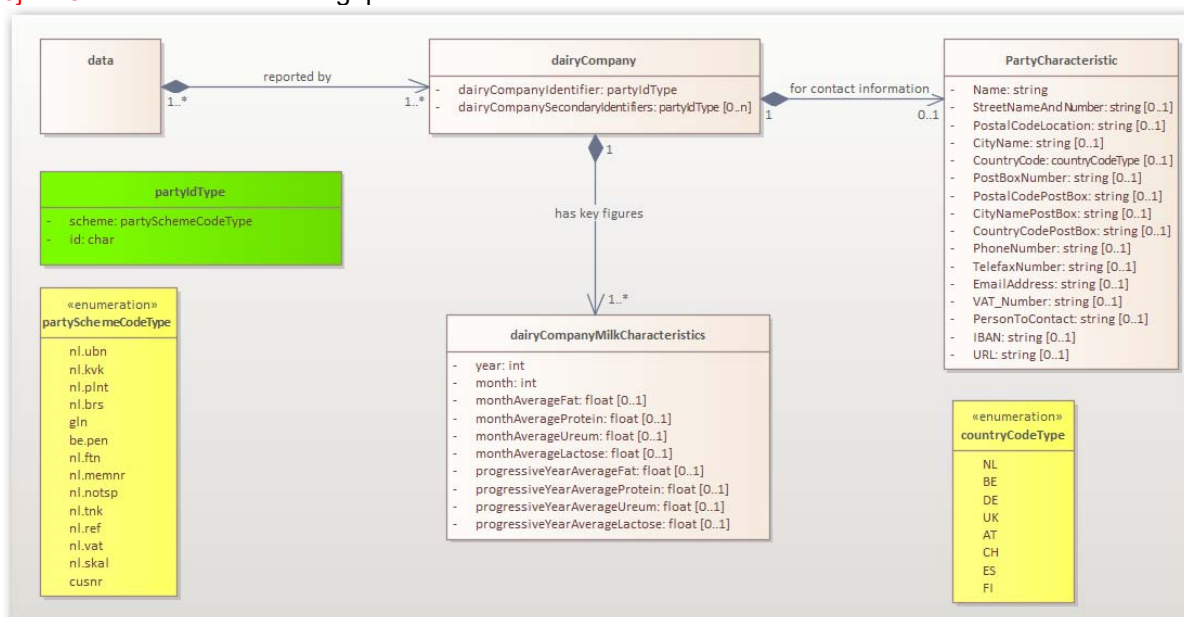 data
reported by
1..*
1..*
dairyCompany
- dairyCompanyIdentifier: partyIdType
- dairyCompanySecondaryIdentifiers: partyIdType [0..n]
for contact information
1
0..1
PartyCharacteristic
- Name: string
- StreetNameAndNumber: string [0..1]
- PostalCodeLocation: string [0..1]
- CityName: string [0..1]
- CountryCode: countryCodeType [0..1]
- PostBoxNumber: string [0..1]
- PostalCodePostBox: string [0..1]
- CityNamePostBox: string [0..1]
- CountryCodePostBox: string [0..1]
- PhoneNumber: string [0..1]
- TelefaxNumber: string [0..1]
- EmailAddress: string [0..1]
- VAT_Number: string [0..1]
- PersonToContact: string [0..1]
- IBAN: string [0..1]
- URL: string [0..1]
partyIdType
- scheme: partySchemeCodeType
- id: char
1
has key figures
1..*
«enumeration»
partySchemeCodeType
nl.ubn
nl.kvk
nl.plnt
nl.brs
gln
be.pen
nl.ftn
nl.memnr
nl.notsp
nl.tnk
nl.ref
nl.vat
nl.skal
cusnr
dairyCompanyMilkCharacteristics
- year: int
- month: int
- monthAverageFat: float [0..1]
- monthAverageProtein: float [0..1]
- monthAverageUreum: float [0..1]
- monthAverageLactose: float [0..1]
- progressiveYearAverageFat: float [0..1]
- progressiveYearAverageProtein: float [0..1]
- progressiveYearAverageUreum: float [0..1]
- progressiveYearAverageLactose: float [0..1]
«enumeration»
countryCodeType
NL
BE
DE
UK
AT
CH
ES
FI